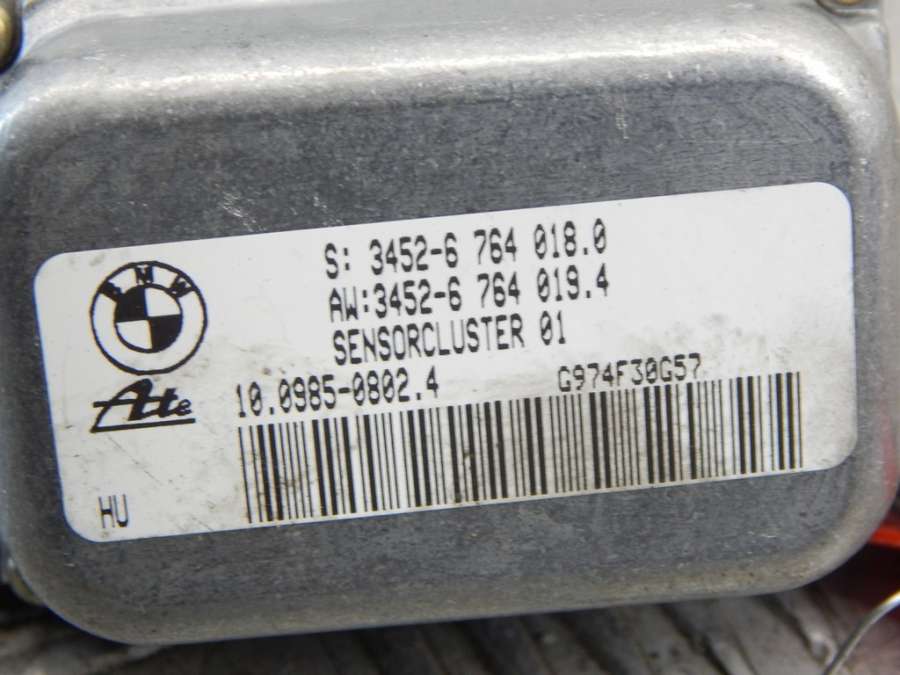 S: 3452-6 764 018.0
AW:3452-6 764 019.4
SENSORCLUSTER 01
BMW
Ate
10.0985-0802.4
G974F30G57
HU